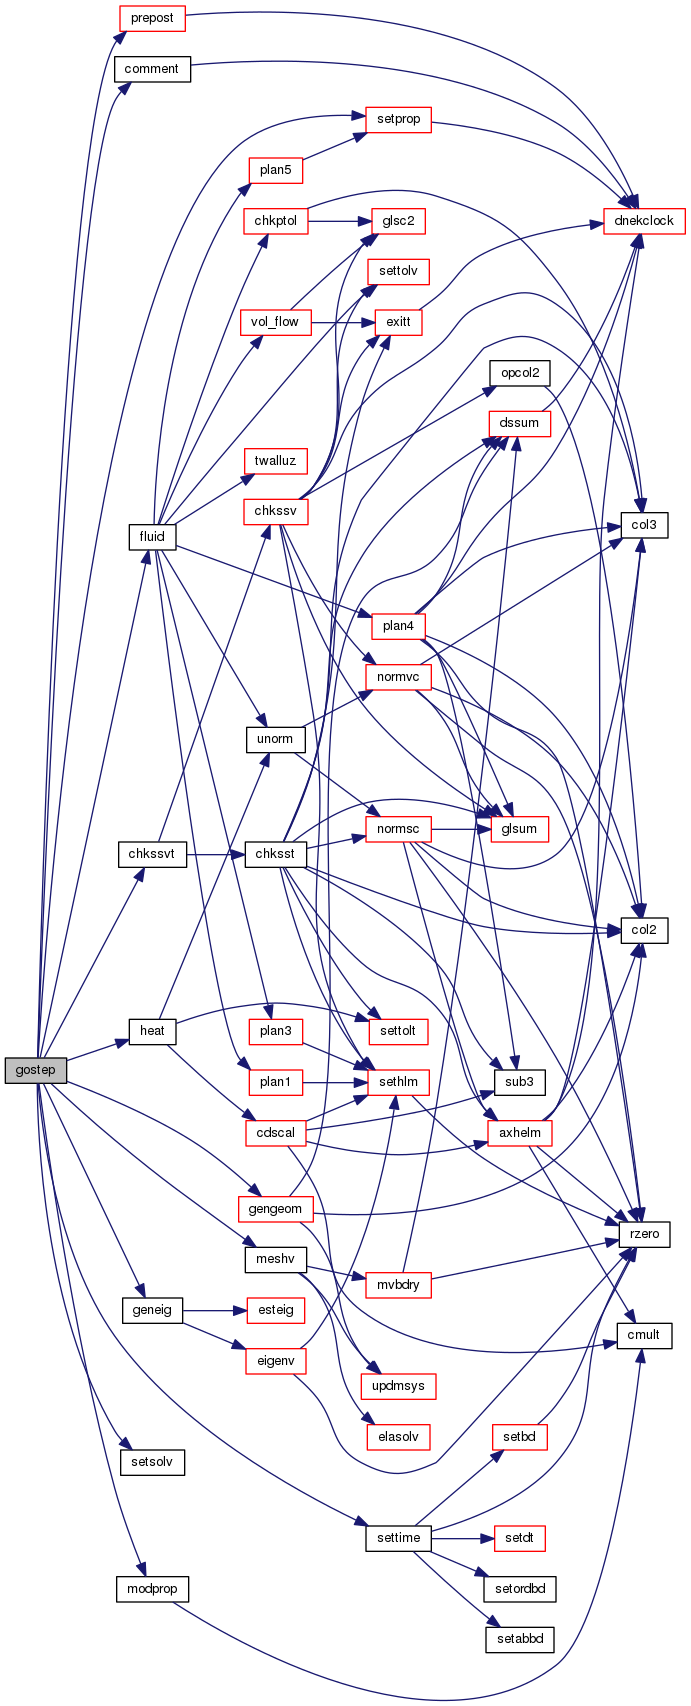 prepost
comment
setprop
plan5
chkptol
glsc2
dnekclock
settolv
vol_flow
exitt
opcol2
dssum
twalluz
chkssv
col3
fluid
plan4
normvc
unorm
normsc
glsum
chkssvt
chksst
col2
heat
plan3
settolt
gostep
plan1
sethlm
sub3
cdscal
axhelm
gengeom
rzero
meshv
mvbdry
geneig
esteig
cmult
eigenv
updmsys
elasolv
setbd
setsolv
settime
setdt
modprop
setordbd
setabbd